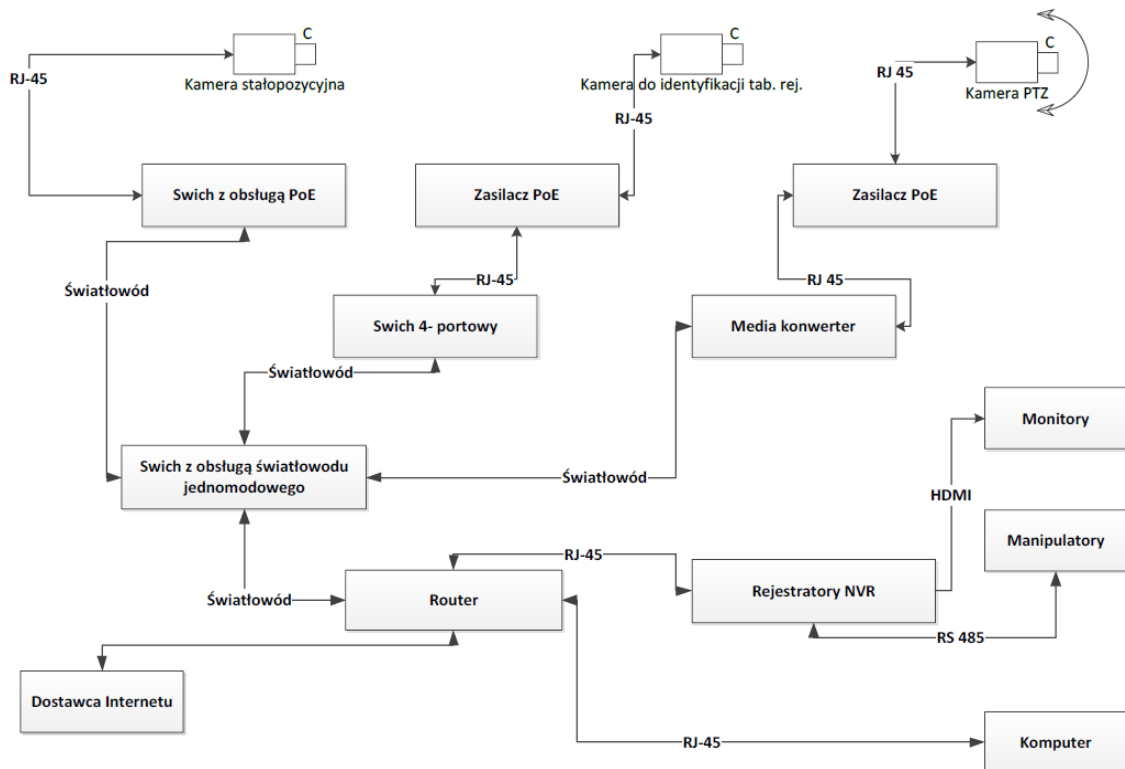 C
C
C
RJ-45
Kamera stałopozycyjna
Kamera do identyfikacji tab. rej.
RJ 45
Kamera PTZ
RJ-45
Swich z obsługą PoE
Zasilacz PoE
Zasilacz PoE
Światłowód
RJ-45
RJ 45
Swich 4- portowy
Media konwerter
Światłowód
Monitory
Swich z obsługą światłowodu
jednomodowego
Światłowód
HDMI
Manipulatory
RJ-45
Światłowód
Router
Rejestratory NVR
RS 485
Dostawca Internetu
RJ-45
Komputer